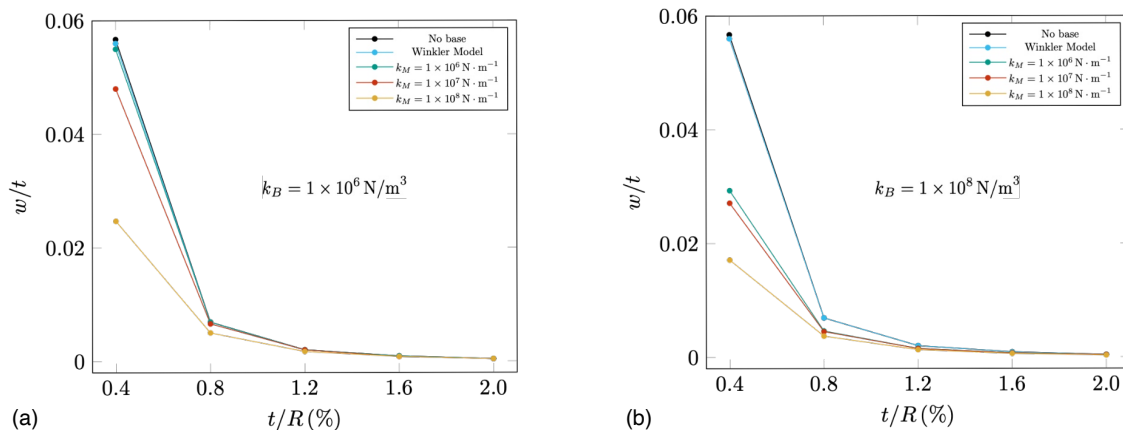 0.06
0.04
0.02
0
w/t
No base
Winkler Model
k_M = 1 × 10^6 N · m^−1
k_M = 1 × 10^7 N · m^−1
k_M = 1 × 10^8 N · m^−1
k_B = 1 × 10^6 N/m^3
0.4 0.8 1.2 1.6 2.0
t/R (%)
(a)
0.06
0.04
0.02
0
w/t
No base
Winkler Model
k_M = 1 × 10^6 N · m^−1
k_M = 1 × 10^7 N · m^−1
k_M = 1 × 10^8 N · m^−1
k_B = 1 × 10^8 N/m^3
0.4 0.8 1.2 1.6 2.0
t/R (%)
(b)